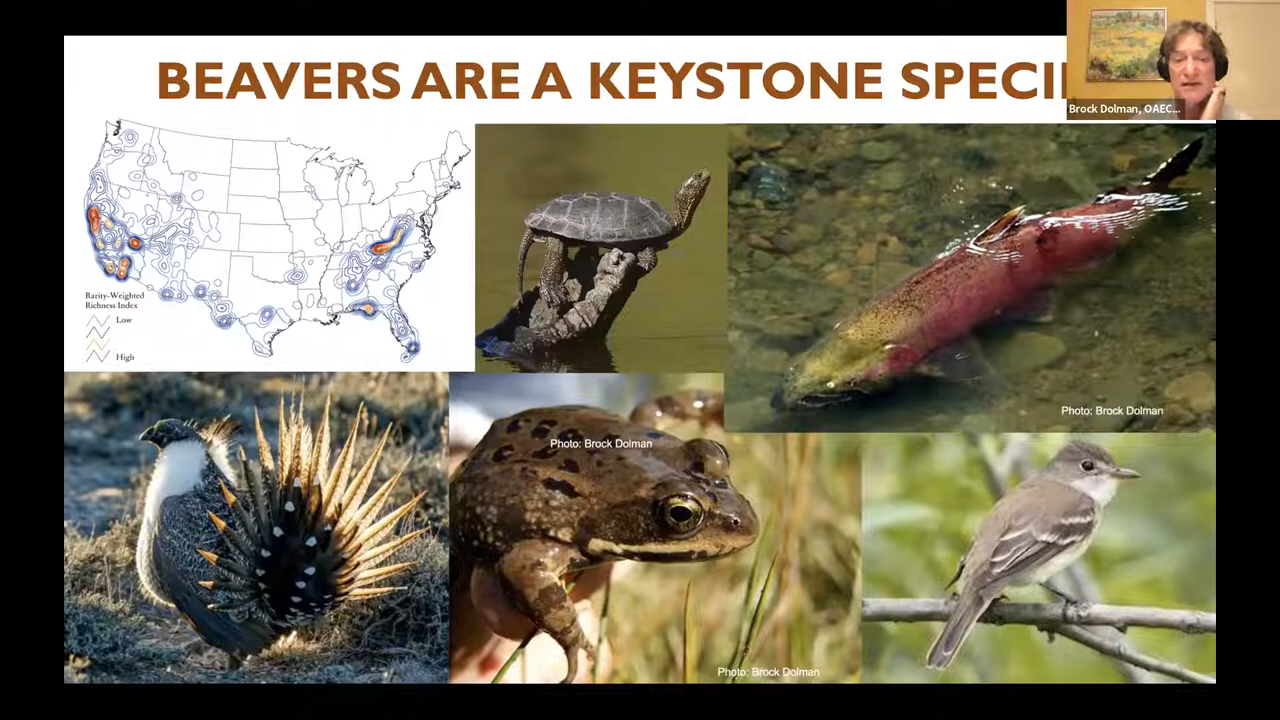 BEAVERS ARE A KEYSTONE SPECI
Brock Dolman, OAEC...
Rarity-Weighted
Richness Index
Low
High
Photo: Brock Dolman
Photo: Brock Dolman
Photo: Brock Dolman